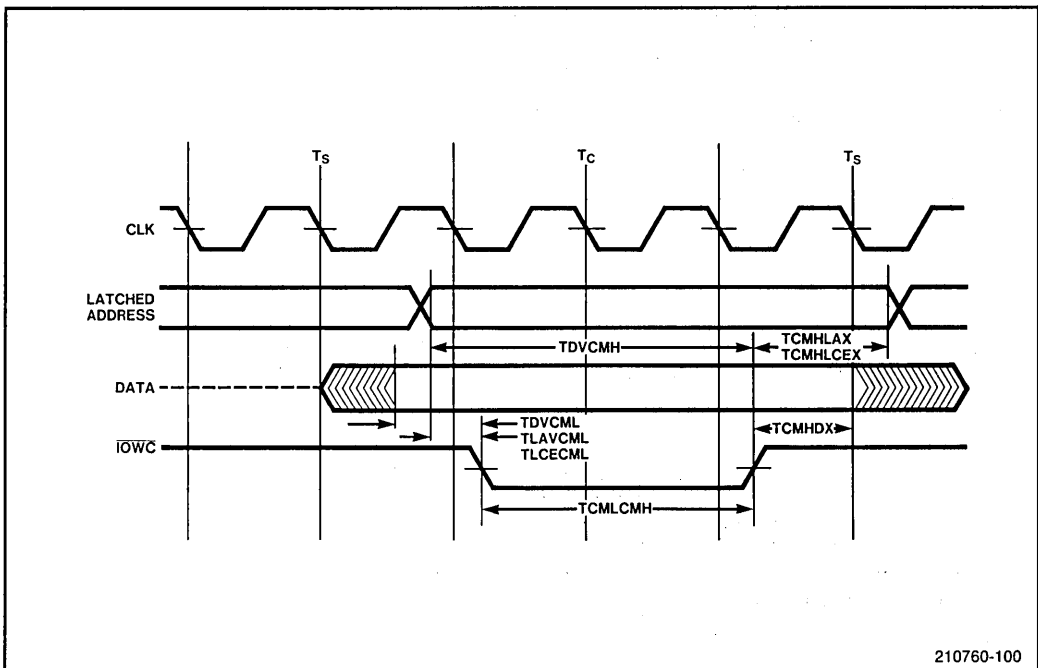 TS TC TS
CLK
LATCHED
ADDRESS
TDVCMH
TCMHLAX
TCMHLCEX
DATA
TDVCML
TLAVCML
TLCECML
TCMHDX
IOWC
TCMLCMH
210760-100